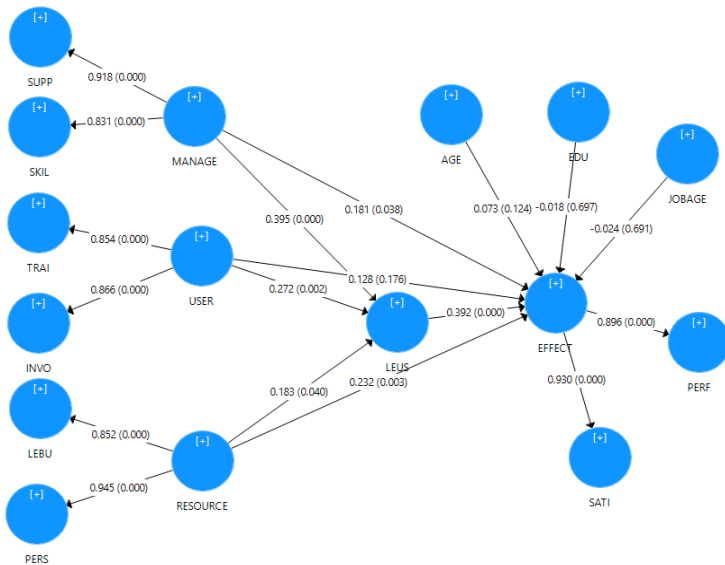 [+]
SUPP
0.918 (0.000)
[+]
SKIL
0.831 (0.000)
[+]
MANAGE
[+]
AGE
[+]
EDU
[+]
JOBAGE
[+]
TRAI
0.854 (0.000)
0.395 (0.000)
0.181 (0.038)
0.073 (0.124)
-0.018 (0.697)
-0.024 (0.691)
[+]
USER
0.866 (0.000)
0.128 (0.176)
0.272 (0.002)
[+]
INVO
[+]
LEUS
0.392 (0.000)
[+]
EFFECT
0.896 (0.000)
[+]
PERF
0.183 (0.040)
0.232 (0.003)
0.930 (0.000)
[+]
LEBU
0.852 (0.000)
[+]
RESOURCE
0.945 (0.000)
[+]
SATI
[+]
PERS